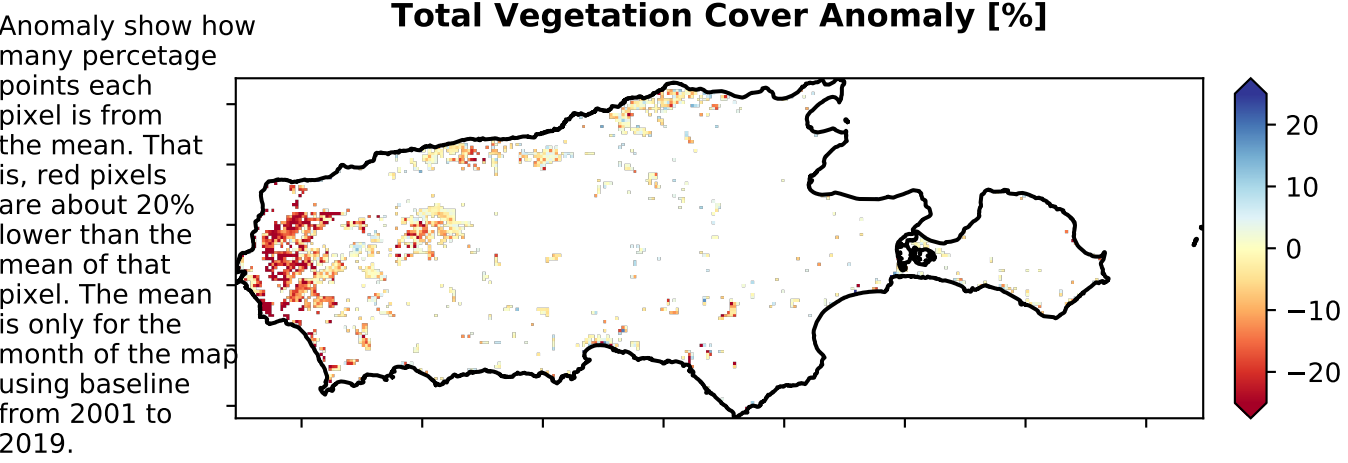 Total Vegetation Cover Anomaly [%]
Anomaly show how
many percetage
points each
pixel is from
the mean. That
is, red pixels
are about 20%
lower than the
mean of that
pixel. The mean
is only for the
month of the map
using baseline
from 2001 to
2019.
20
10
0
−10
−20